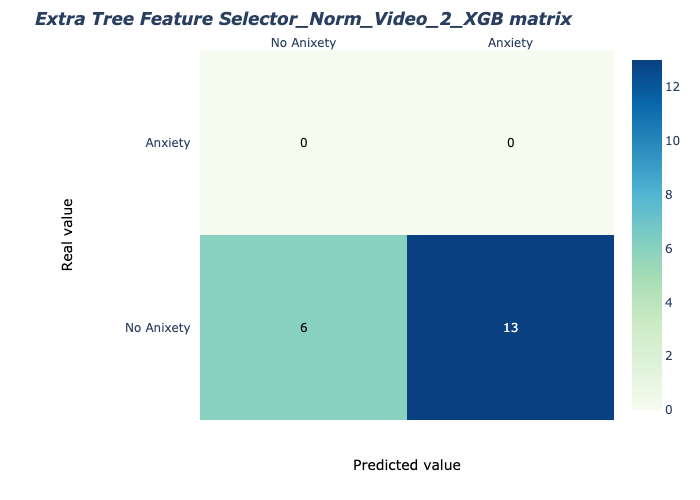 Extra Tree Feature Selector_Norm_Video_2_XGB matrix
No Anixety
Anxiety
Anxiety
0
0
No Anixety
6
13
Real value
Predicted value
12
10
8
6
4
2
0